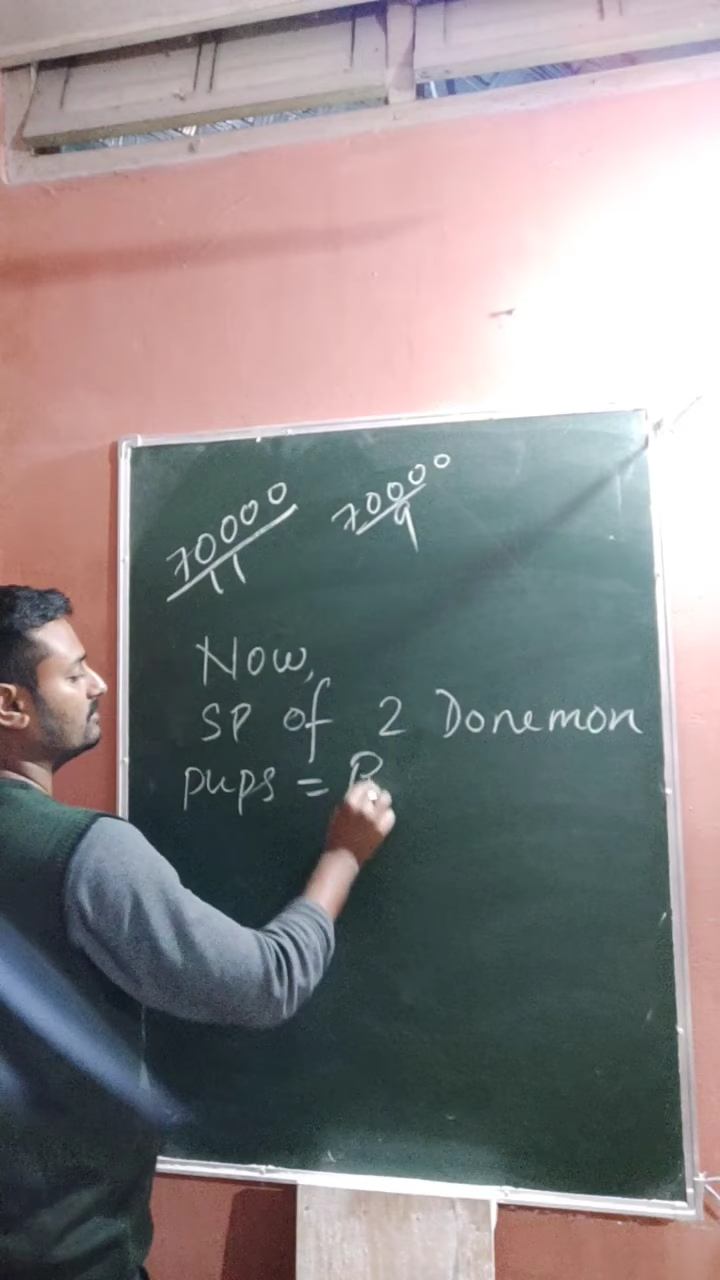 70000 70000
11 9
Now,
SP of 2 Donemon
pups = R